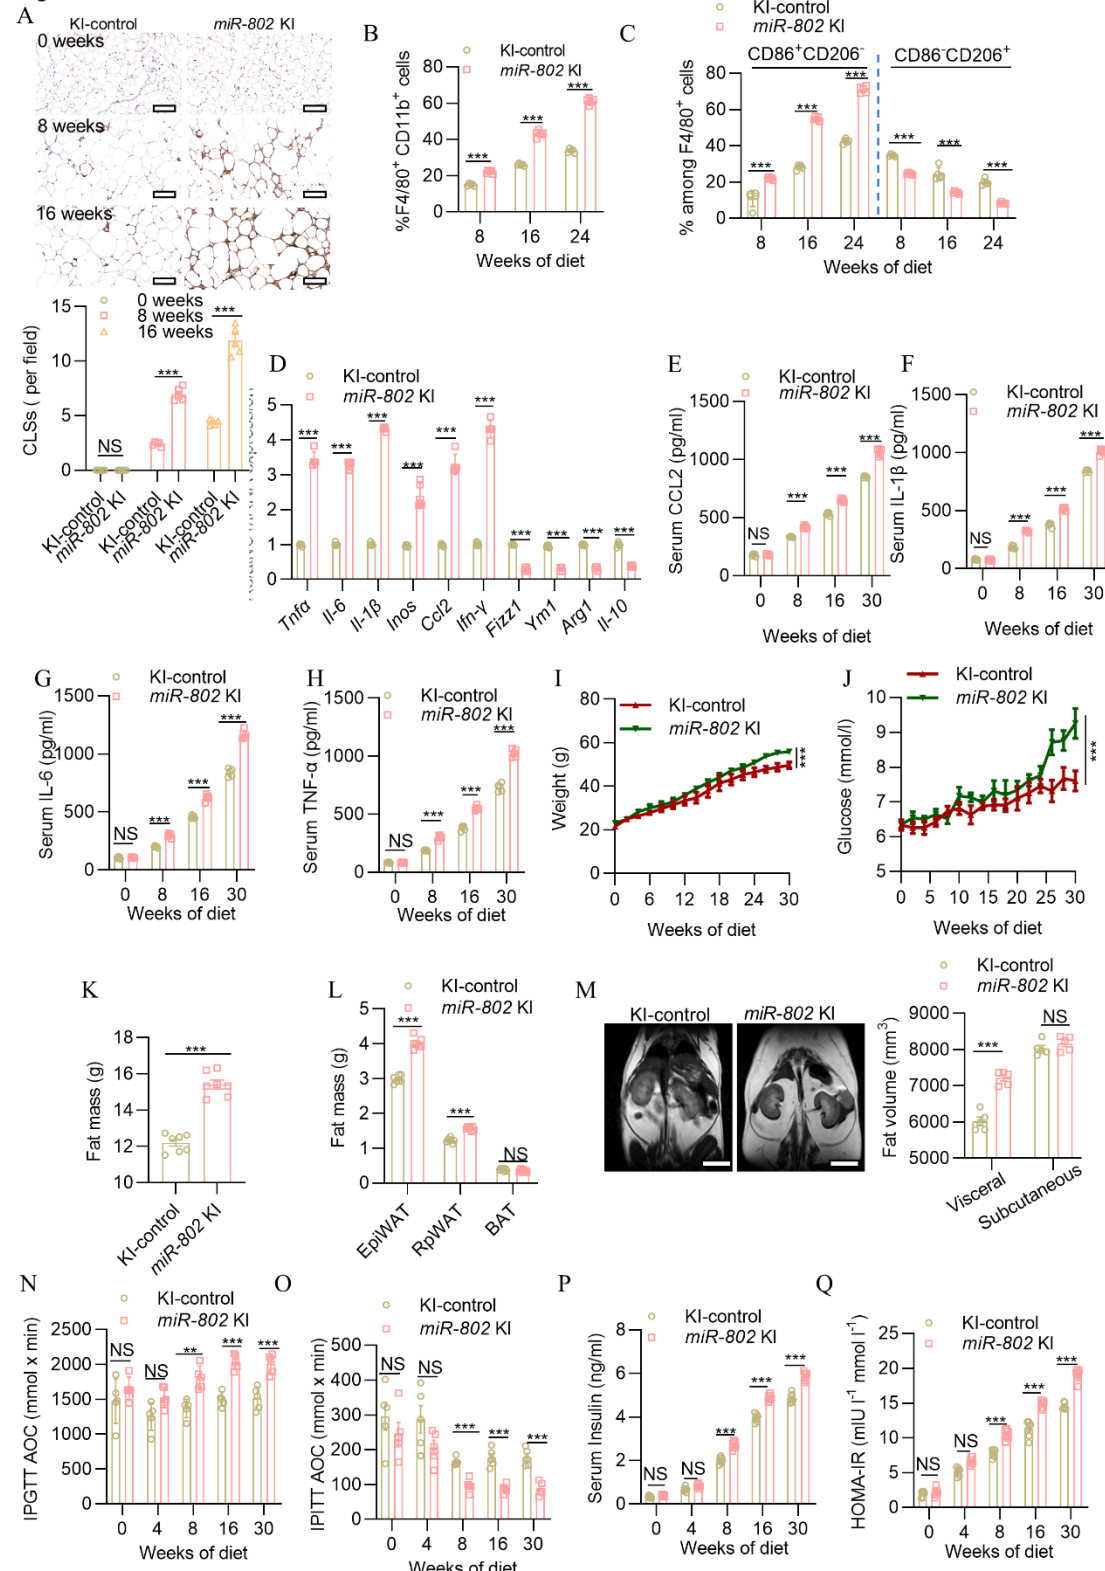 A
KI-control
miR-802 KI
0 weeks
8 weeks
16 weeks
0 weeks
8 weeks
16 weeks
CLSs ( per field)
15
10
5
0
NS
***
***
KI-control
miR-802 KI
KI-control
miR-802 KI
KI-control
miR-802 KI
B
KI-control
miR-802 KI
%F4/80+ CD11b+ cells
80
60
40
20
0
***
***
***
8
16
24
Weeks of diet
C
KI-control
miR-802 KI
CD86+CD206-
CD86-CD206+
% among F4/80+ cells
80
60
40
20
0
***
***
***
***
***
***
8
16
24
8
16
24
Weeks of diet
D
KI-control
miR-802 KI
5
4
3
2
1
0
***
***
***
***
***
***
***
***
***
***
Tnfα
Il-6
Il-1β
Inos
Ccl2
Ifn-γ
Fizz1
Ym1
Arg1
Il-10
E
KI-control
miR-802 KI
Serum CCL2 (pg/ml)
1500
1000
500
0
NS
***
***
***
0
8
16
30
Weeks of diet
F
KI-control
miR-802 KI
Serum IL-1β (pg/ml)
1500
1000
500
0
NS
***
***
***
0
8
16
30
Weeks of diet
G
KI-control
miR-802 KI
Serum IL-6 (pg/ml)
1500
1000
500
0
NS
***
***
***
0
8
16
30
Weeks of diet
H
KI-control
miR-802 KI
Serum TNF-α (pg/ml)
1500
1000
500
0
NS
***
***
***
0
8
16
30
Weeks of diet
I
KI-control
miR-802 KI
Weight (g)
80
60
40
20
0
***
0
6
12
18
24
30
Weeks of diet
J
KI-control
miR-802 KI
Glucose (mmol/l)
10
9
8
7
6
5
***
0
5
10
15
20
25
30
Weeks of diet
K
Fat mass (g)
18
16
14
12
10
***
KI-control
miR-802 KI
L
KI-control
miR-802 KI
Fat mass (g)
5
4
3
2
1
0
***
***
NS
EpiWAT
RpWAT
BAT
M
KI-control
miR-802 KI
KI-control
miR-802 KI
Fat volume (mm3)
9000
8000
7000
6000
5000
***
NS
Visceral
Subcutaneous
N
KI-control
miR-802 KI
IPGTT AOC (mmol x min)
2500
2000
1500
1000
500
0
NS
NS
**
***
***
0
4
8
16
30
Weeks of diet
O
KI-control
miR-802 KI
IPITT AOC (mmol x min)
500
400
300
200
100
0
NS
NS
***
***
***
0
4
8
16
30
Weeks of diet
P
KI-control
miR-802 KI
Serum Insulin (ng/ml)
8
6
4
2
0
NS
NS
***
***
***
0
4
8
16
30
Weeks of diet
Q
KI-control
miR-802 KI
HOMA-IR (mIU l-1 mmol l-1)
25
20
15
10
5
0
NS
NS
***
***
***
0
4
8
16
30
Weeks of diet